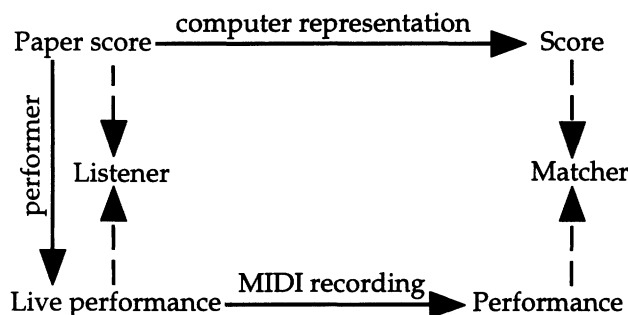 computer representation
Paper score
Score
performer
Listener
Matcher
MIDI recording
Live performance
Performance